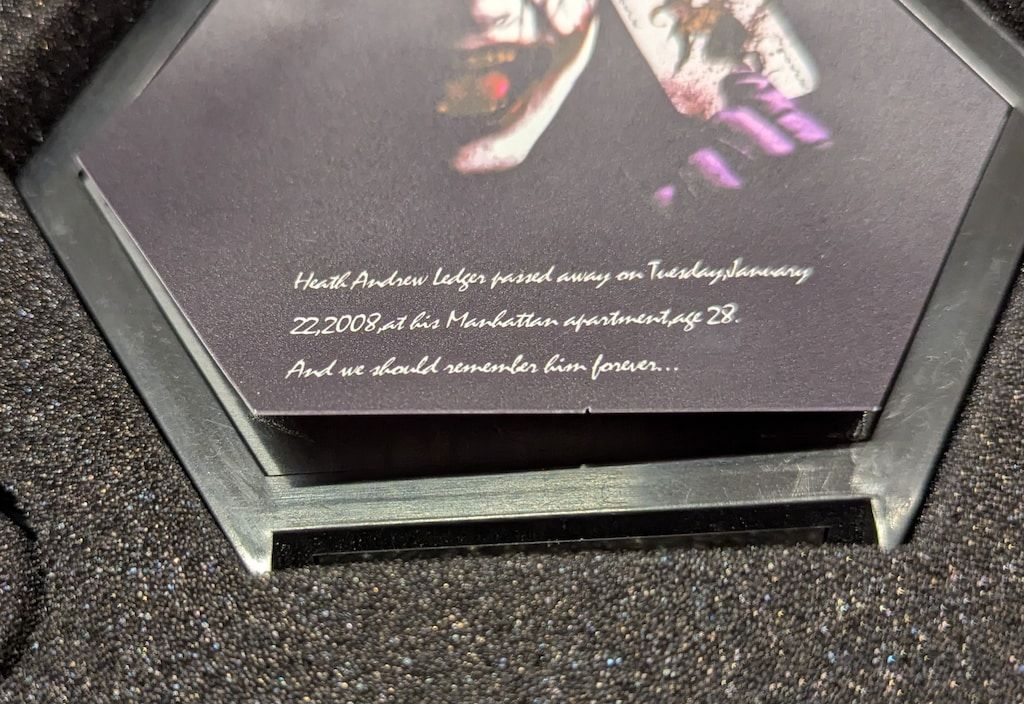 Heath Andrew Ledger passed away on Tuesday,January
22,2008,at his Manhattan apartment,age 28.
And we should remember him forever...